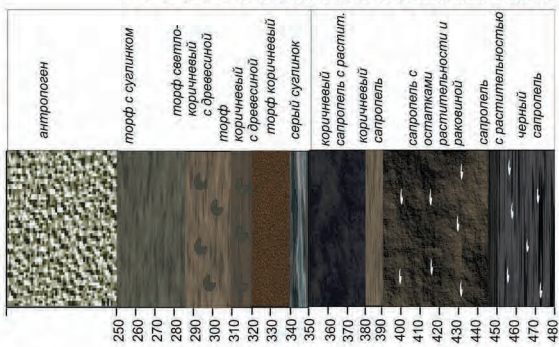 антропоген
торф с суглинком
торф светло-
коричневый
с древесиной
торф
коричневый
с древесиной
торф коричневый
серый суглинок
коричневый
сапропель с растит.
коричневый
сапропель
сапропель с
остатками
растительности и
раковиной
сапропель
с растительностью
черный
сапропель
250
260
270
280
290
300
310
320
330
340
350
360
370
380
390
400
410
420
430
440
450
460
470
480